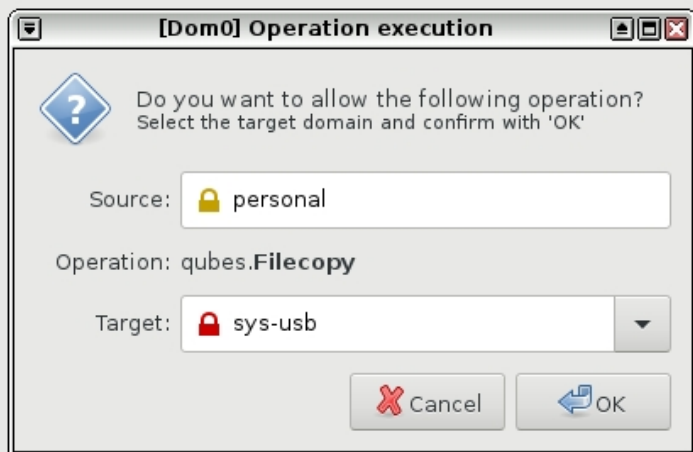 [Dom0] Operation execution
Do you want to allow the following operation?
Select the target domain and confirm with 'OK'
Source: personal
Operation: qubes.Filecopy
Target: sys-usb
Cancel OK